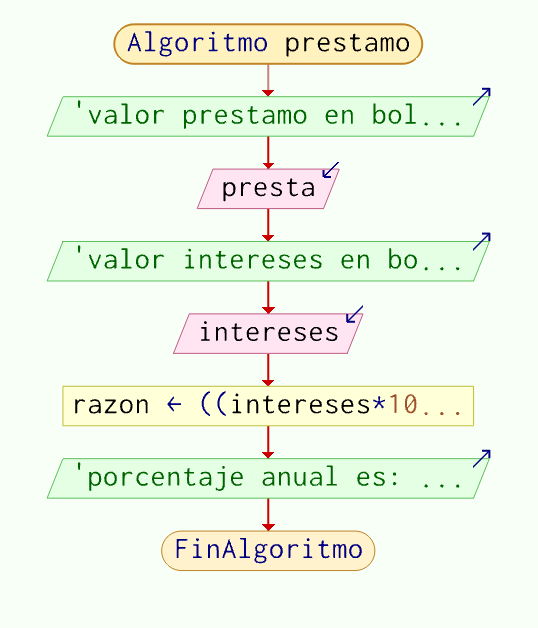 Algoritmo prestamo
'valor prestamo en bol...
presta
'valor intereses en bo...
intereses
razon ← ((intereses*10...
'porcentaje anual es: ...
FinAlgoritmo